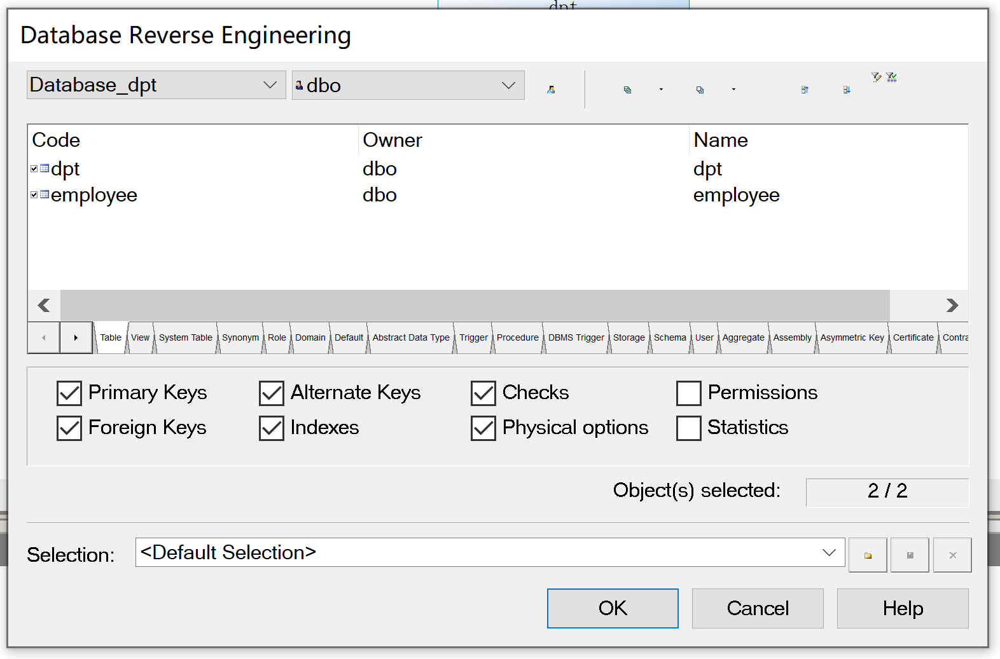 dpt
Database Reverse Engineering
Database_dpt dbo
Code Owner Name
dpt dbo dpt
employee dbo employee
Table View System Table Synonym Role Domain Default Abstract Data Type Trigger Procedure DBMS Trigger Storage Schema User Aggregate Assembly Asymmetric Key Certificate Contra
Primary Keys Alternate Keys Checks Permissions
Foreign Keys Indexes Physical options Statistics
Object(s) selected: 2 / 2
Selection: <Default Selection>
OK Cancel Help